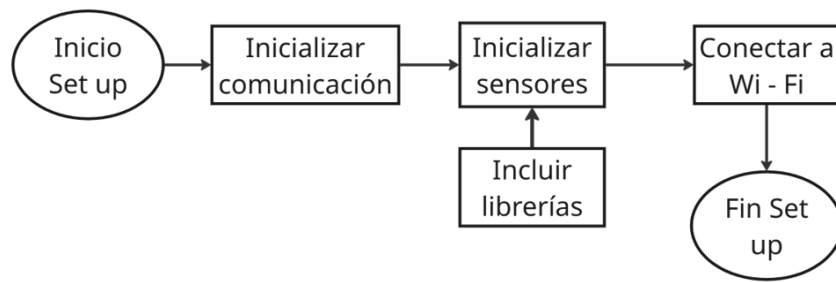 Inicio
Set up
Inicializar
comunicación
Inicializar
sensores
Conectar a
Wi - Fi
Incluir
librerías
Fin Set
up